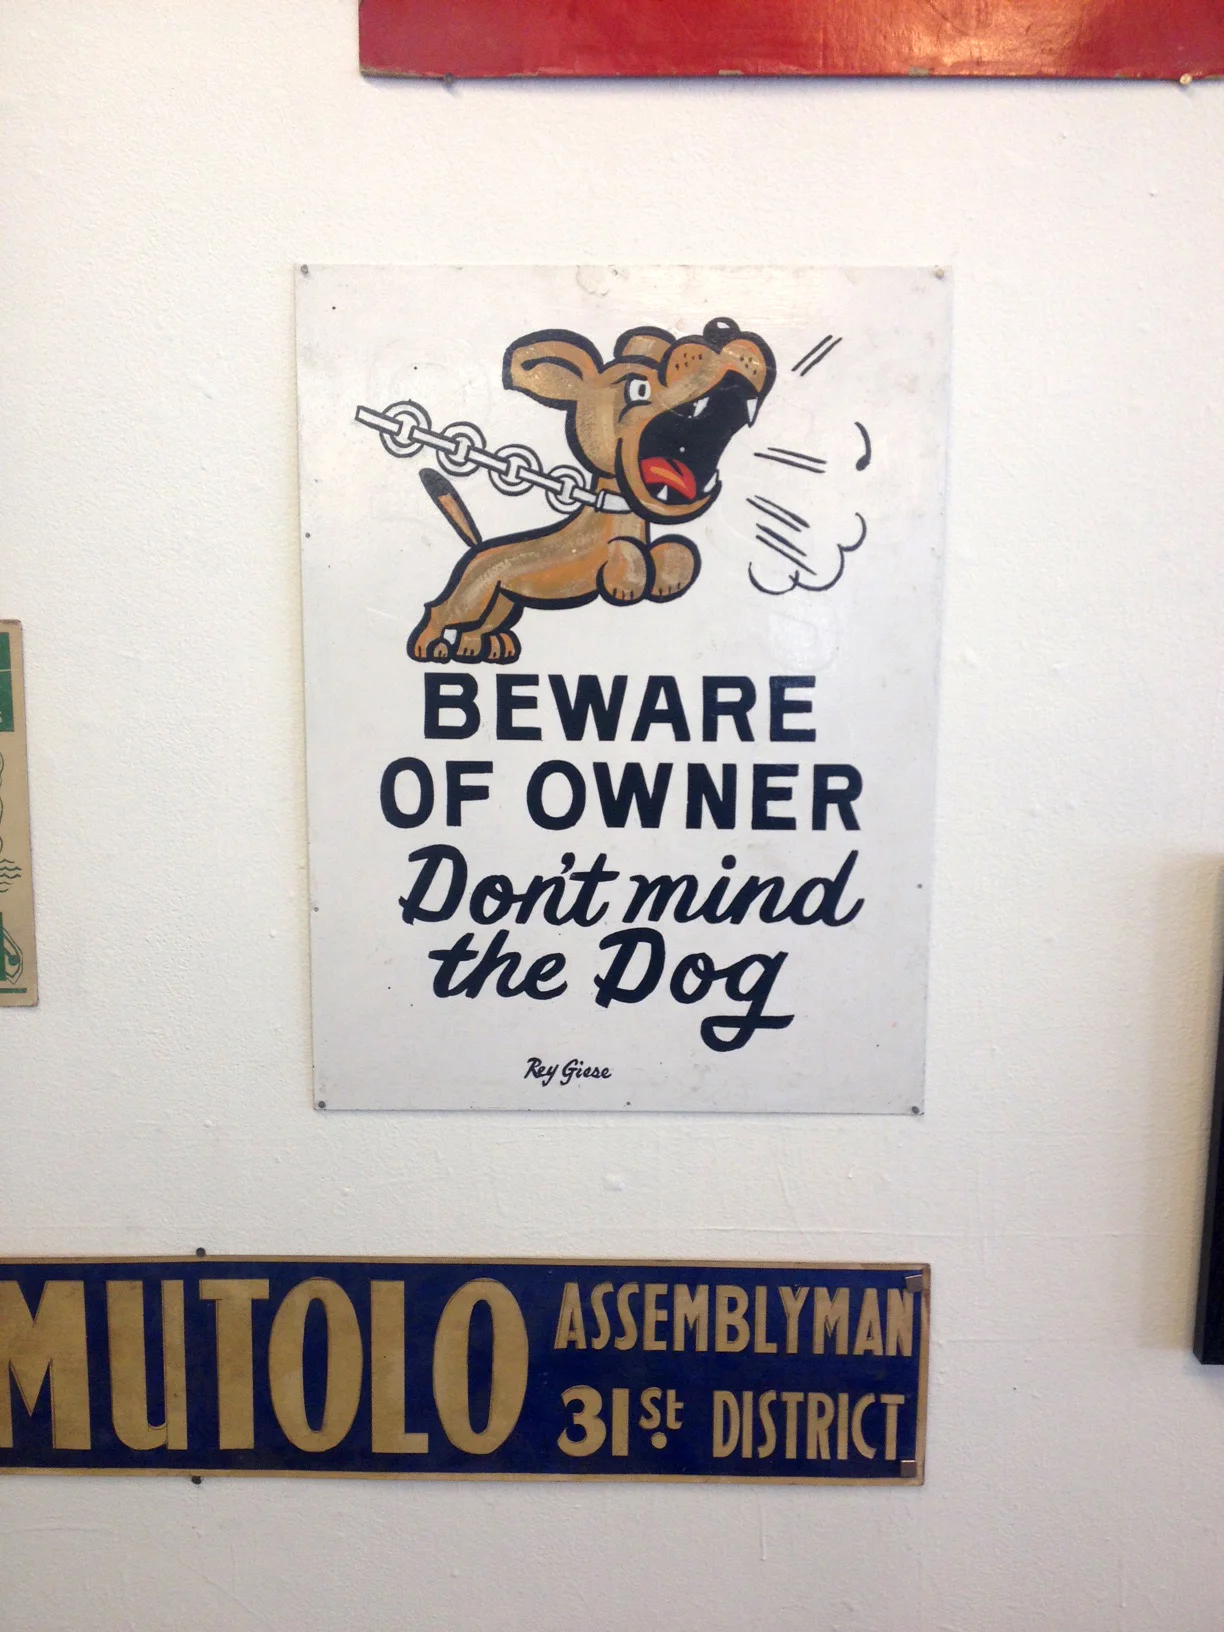 BEWARE
OF OWNER
Don't mind
the Dog
Rey Giese
MUTOLO
ASSEMBLYMAN
31St DISTRICT